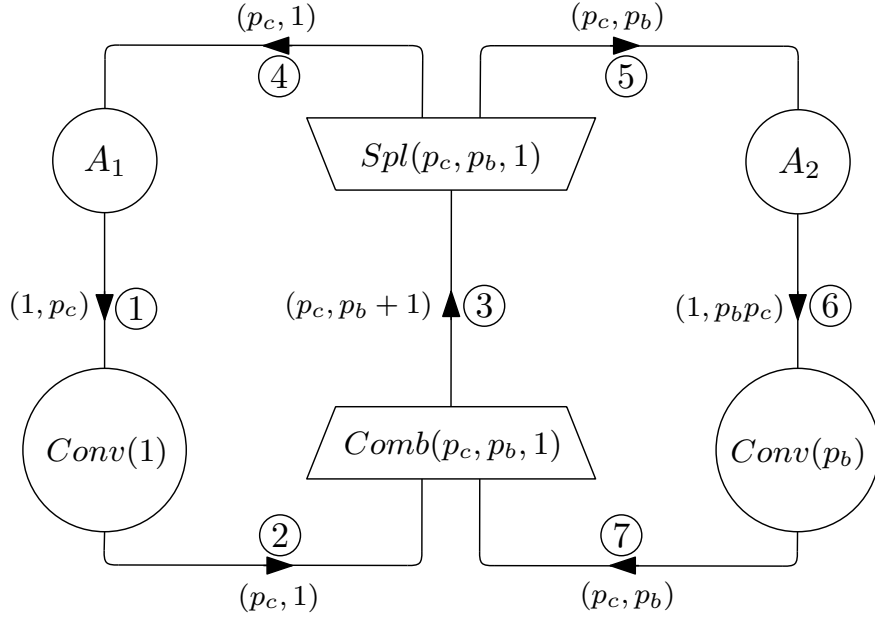 (p_c, 1)
(p_c, p_b)
4
5
A_1
Spl(p_c, p_b, 1)
A_2
(1, p_c)
1
(p_c, p_b + 1)
3
(1, p_b p_c)
6
Conv(1)
Comb(p_c, p_b, 1)
Conv(p_b)
2
7
(p_c, 1)
(p_c, p_b)